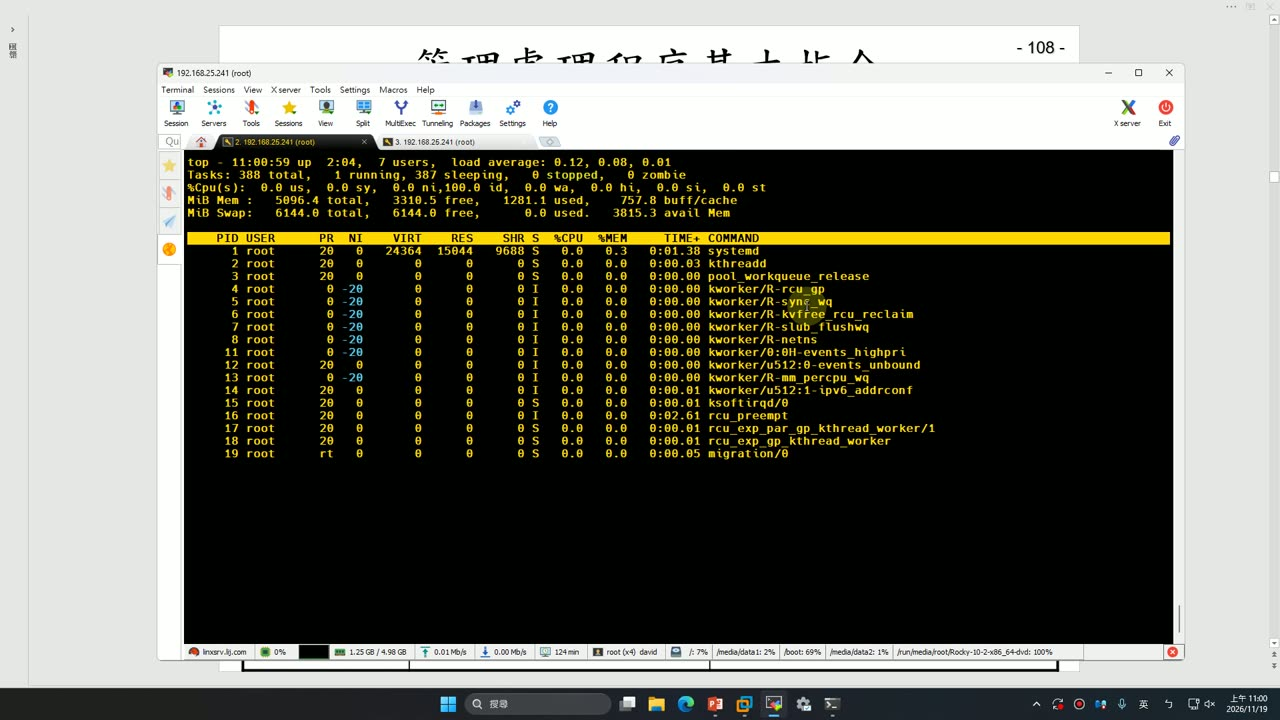 - 108 -
管理處理程序基本指令
192.168.25.241 (root)
Terminal Sessions View X server Tools Settings Macros Help
Session Servers Tools Sessions View Split MultiExec Tunneling Packages Settings Help X server Exit
Qu 2. 192.168.25.241 (root) 3. 192.168.25.241 (root)
top - 11:00:59 up 2:04, 7 users, load average: 0.12, 0.08, 0.01
Tasks: 388 total, 1 running, 387 sleeping, 0 stopped, 0 zombie
%Cpu(s): 0.0 us, 0.0 sy, 0.0 ni,100.0 id, 0.0 wa, 0.0 hi, 0.0 si, 0.0 st
MiB Mem : 5096.4 total, 3310.5 free, 1281.1 used, 757.8 buff/cache
MiB Swap: 6144.0 total, 6144.0 free, 0.0 used. 3815.3 avail Mem
PID USER PR NI VIRT RES SHR S %CPU %MEM TIME+ COMMAND
1 root 20 0 24364 15044 9688 S 0.0 0.3 0:01.38 systemd
2 root 20 0 0 0 0 S 0.0 0.0 0:00.03 kthreadd
3 root 20 0 0 0 0 S 0.0 0.0 0:00.00 pool_workqueue_release
4 root 0 -20 0 0 0 I 0.0 0.0 0:00.00 kworker/R-rcu_gp
5 root 0 -20 0 0 0 I 0.0 0.0 0:00.00 kworker/R-sync_wq
6 root 0 -20 0 0 0 I 0.0 0.0 0:00.00 kworker/R-kvfree_rcu_reclaim
7 root 0 -20 0 0 0 I 0.0 0.0 0:00.00 kworker/R-slub_flushwq
8 root 0 -20 0 0 0 I 0.0 0.0 0:00.00 kworker/R-netns
11 root 0 -20 0 0 0 I 0.0 0.0 0:00.00 kworker/0:0H-events_highpri
12 root 20 0 0 0 0 I 0.0 0.0 0:00.00 kworker/u512:0-events_unbound
13 root 0 -20 0 0 0 I 0.0 0.0 0:00.00 kworker/R-mm_percpu_wq
14 root 20 0 0 0 0 I 0.0 0.0 0:00.01 kworker/u512:1-ipv6_addrconf
15 root 20 0 0 0 0 S 0.0 0.0 0:00.01 ksoftirqd/0
16 root 20 0 0 0 0 I 0.0 0.0 0:02.61 rcu_preempt
17 root 20 0 0 0 0 S 0.0 0.0 0:00.01 rcu_exp_par_gp_kthread_worker/1
18 root 20 0 0 0 0 S 0.0 0.0 0:00.01 rcu_exp_gp_kthread_worker
19 root rt 0 0 0 0 S 0.0 0.0 0:00.05 migration/0
linxsrv.lij.com 0% 1.25 GB / 4.98 GB 0.01 Mb/s 0.00 Mb/s 124 min root (x4) david /: 7% /media/data1: 2% /boot: 69% /media/data2: 1% /run/media/root/Rocky-10-2-x86_64-dvd: 100%
搜尋 英 上午 11:00
2026/11/19